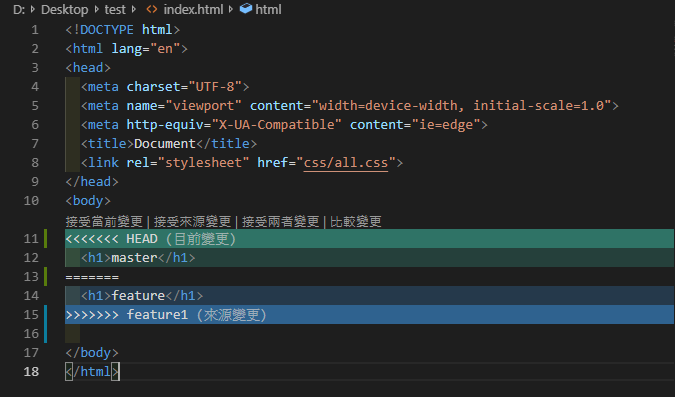 D: > Desktop > test > index.html > html
1 <!DOCTYPE html>
2 <html lang="en">
3 <head>
4 <meta charset="UTF-8">
5 <meta name="viewport" content="width=device-width, initial-scale=1.0">
6 <meta http-equiv="X-UA-Compatible" content="ie=edge">
7 <title>Document</title>
8 <link rel="stylesheet" href="css/all.css">
9 </head>
10 <body>
接受當前變更 | 接受來源變更 | 接受兩者變更 | 比較變更
11 <<<<<<< HEAD (目前變更)
12 <h1>master</h1>
13 =======
14 <h1>feature</h1>
15 >>>>>>> feature1 (來源變更)
16
17 </body>
18 </html>